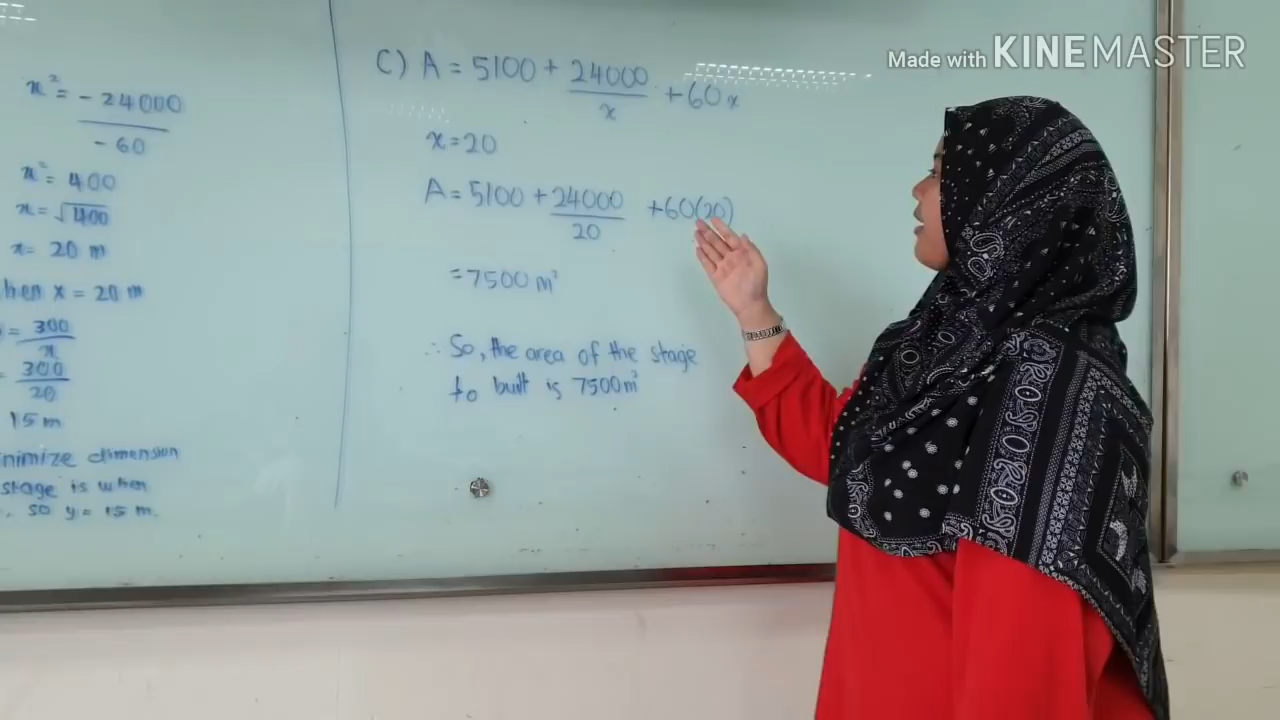 Made with KINEMASTER
x² = -24000/-60
x² = 400
x = √400
x = 20 m
hen x = 20 m
= 300/x
= 300/20
15 m
nimize dimension
stage is when
, so y = 15 m.
C) A = 5100 + 24000/x + 60x
x = 20
A = 5100 + 24000/20 + 60(20)
= 7500 m²
∴ So, the area of the stage
to built is 7500 m²